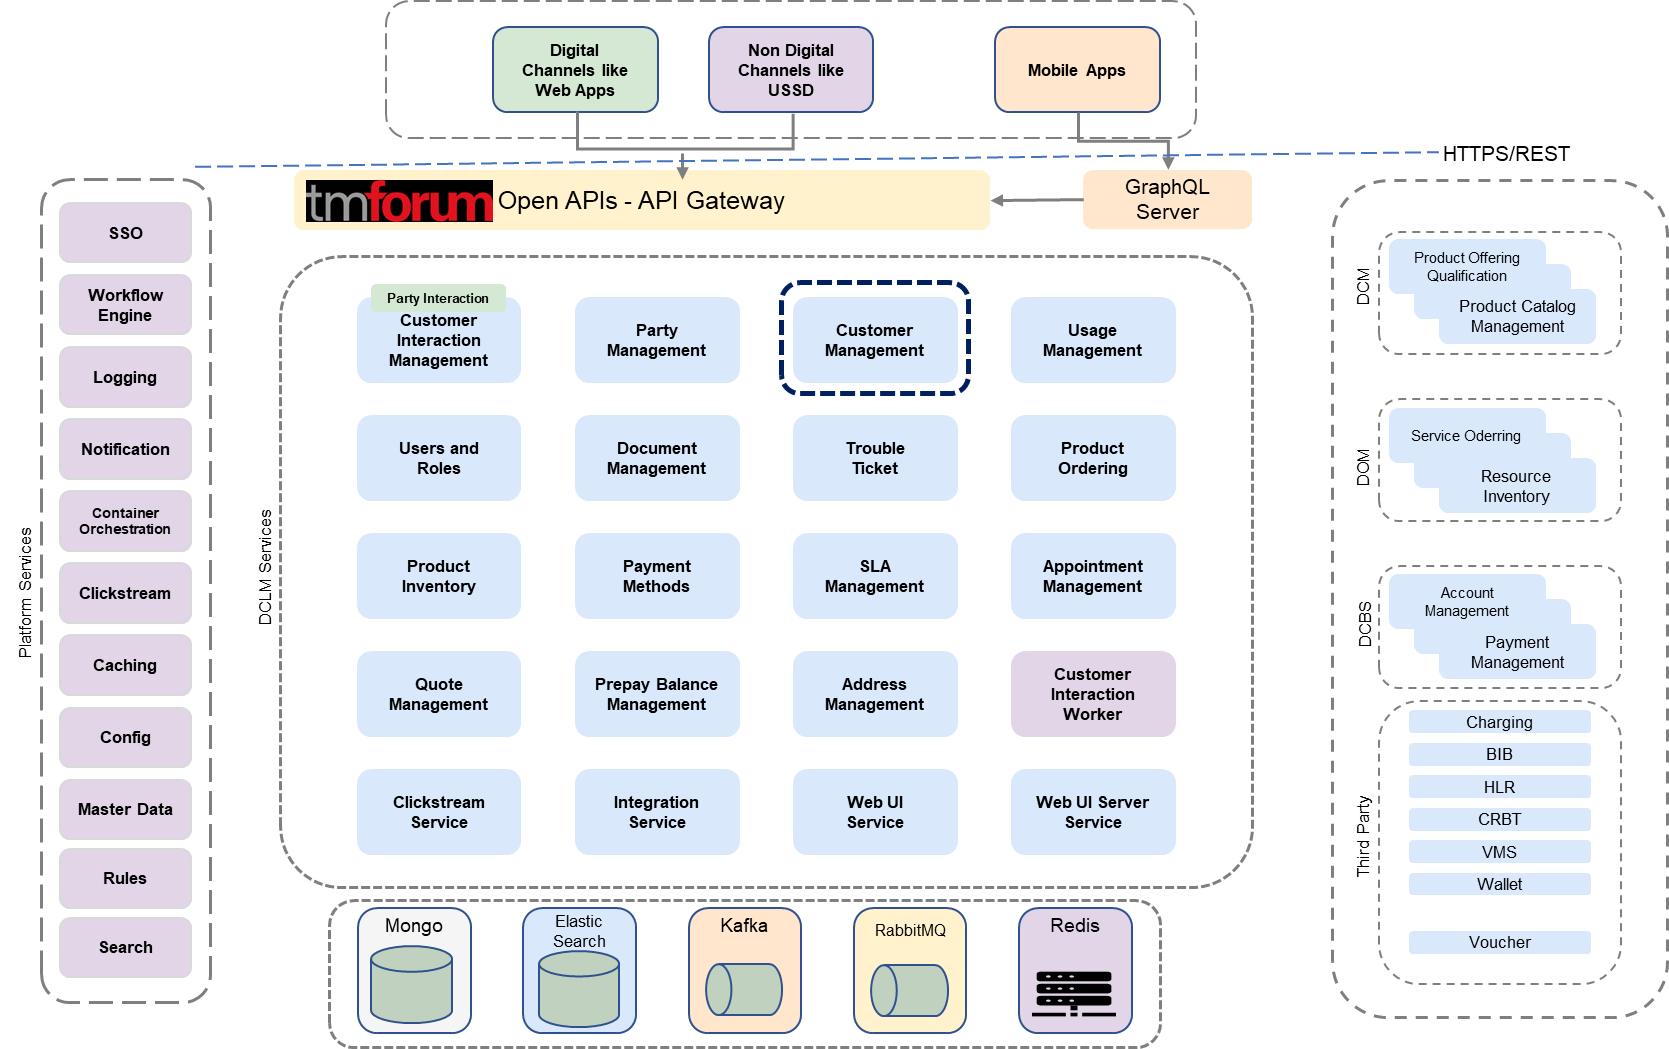 Digital
Channels like
Web Apps
Non Digital
Channels like
USSD
Mobile Apps
HTTPS/REST
tmforum Open APIs - API Gateway
GraphQL
Server
Platform Services
SSO
Workflow
Engine
Logging
Notification
Container
Orchestration
Clickstream
Caching
Config
Master Data
Rules
Search
DCLM Services
Party Interaction
Customer
Interaction
Management
Party
Management
Customer
Management
Usage
Management
Users and
Roles
Document
Management
Trouble
Ticket
Product
Ordering
Product
Inventory
Payment
Methods
SLA
Management
Appointment
Management
Quote
Management
Prepay Balance
Management
Address
Management
Customer
Interaction
Worker
Clickstream
Service
Integration
Service
Web UI
Service
Web UI Server
Service
Mongo
Elastic
Search
Kafka
RabbitMQ
Redis
DCM
Product Offering
Qualification
Product Catalog
Management
DOM
Service Oderring
Resource
Inventory
DCBS
Account
Management
Payment
Management
Third Party
Charging
BIB
HLR
CRBT
VMS
Wallet
Voucher